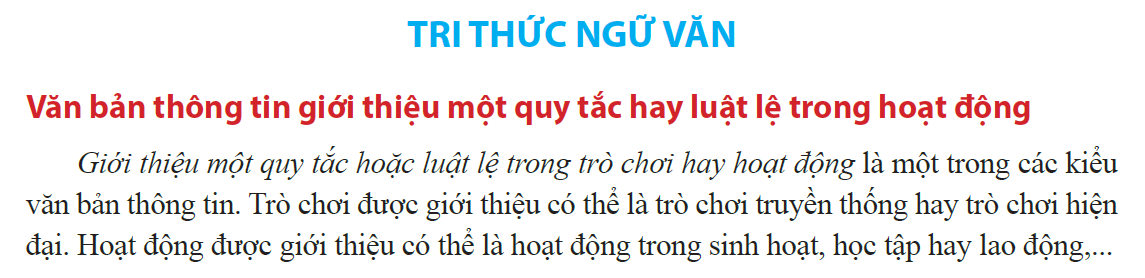 TRI THỨC NGỮ VĂN
Văn bản thông tin giới thiệu một quy tắc hay luật lệ trong hoạt động
Giới thiệu một quy tắc hoặc luật lệ trong trò chơi hay hoạt động là một trong các kiểu
văn bản thông tin. Trò chơi được giới thiệu có thể là trò chơi truyền thống hay trò chơi hiện
đại. Hoạt động được giới thiệu có thể là hoạt động trong sinh hoạt, học tập hay lao động,...